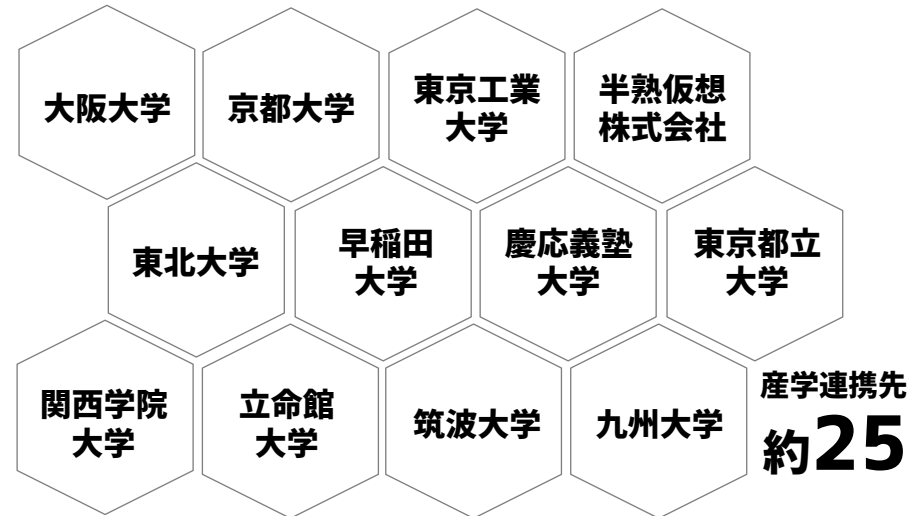 大阪大学
京都大学
東京工業
大学
半熟仮想
株式会社
東北大学
早稲田
大学
慶応義塾
大学
東京都立
大学
関西学院
大学
立命館
大学
筑波大学
九州大学
産学連携先
約25